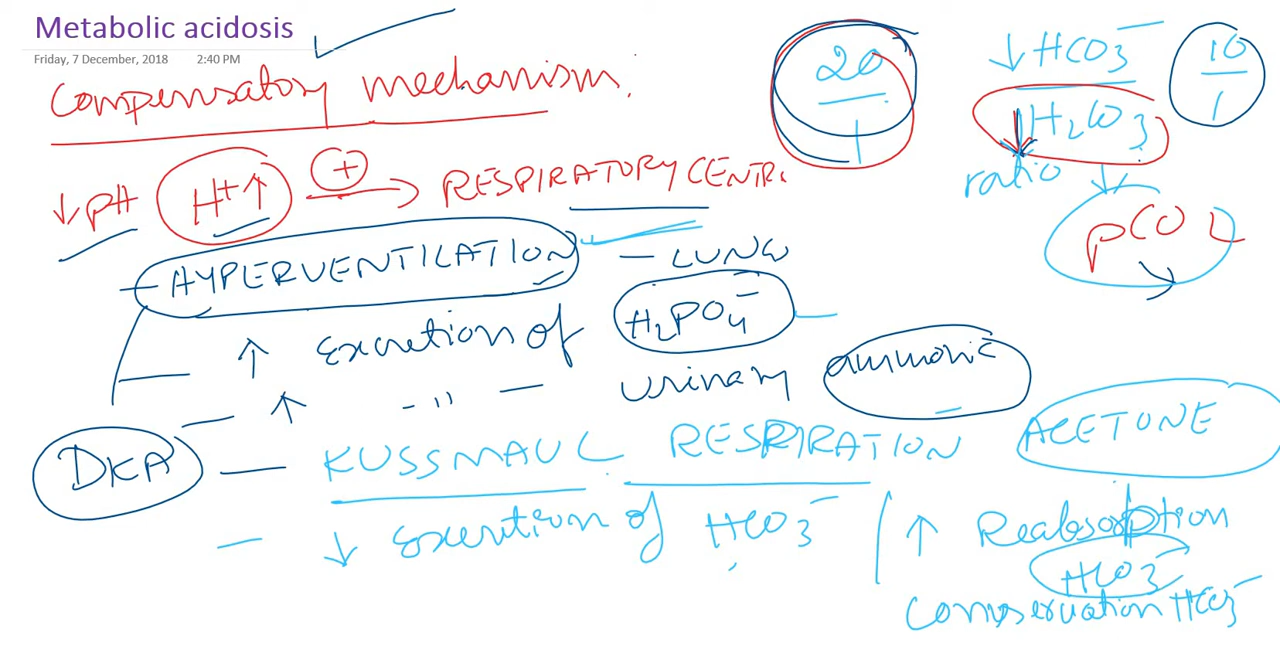 Metabolic acidosis
Friday, 7 December, 2018 2:40 PM
Compensatory mechanism.
20
1
↓ HCO3⁻
H2CO3
10
1
ratio
↓ PH H⁺↑ (+) → RESPIRATORY CENTR
pCO2
HYPERVENTILATION — LUNG
↑ Excretion of H2PO4⁻
↑ -"- — urinary ammonia
DKA — KUSSMAUL RESPIRATION ACETONE
— ↓ Excretion of HCO3⁻ / ↑ Reabsorption
HCO3⁻
Conservation HCO3⁻